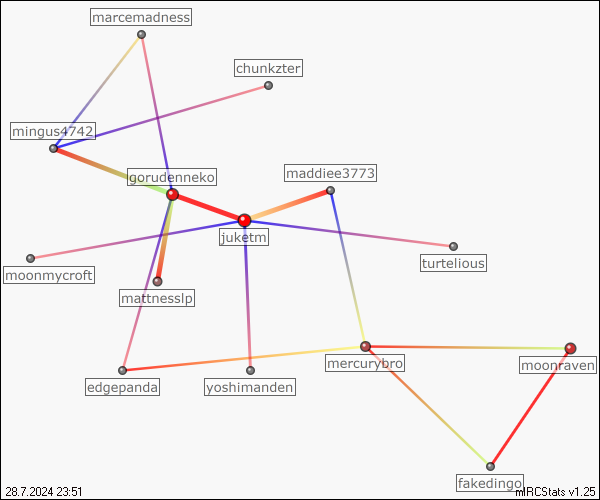 marcemadness
chunkzter
mingus4742
gorudenneko
maddiee3773
juketm
moonmycroft
turtelious
mattnesslp
mercurybro
moonraven
edgepanda
yoshimanden
fakedingo
28.7.2024 23:51
mIRCStats v1.25